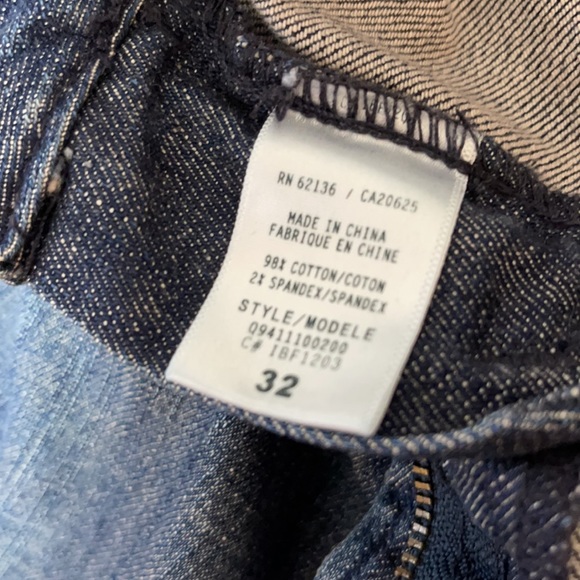 RN 62136 / CA20625
MADE IN CHINA
FABRIQUE EN CHINE
98% COTTON/COTON
2% SPANDEX/SPANDEX
STYLE/MODELE
Q9411100200
C# IBF1203
32